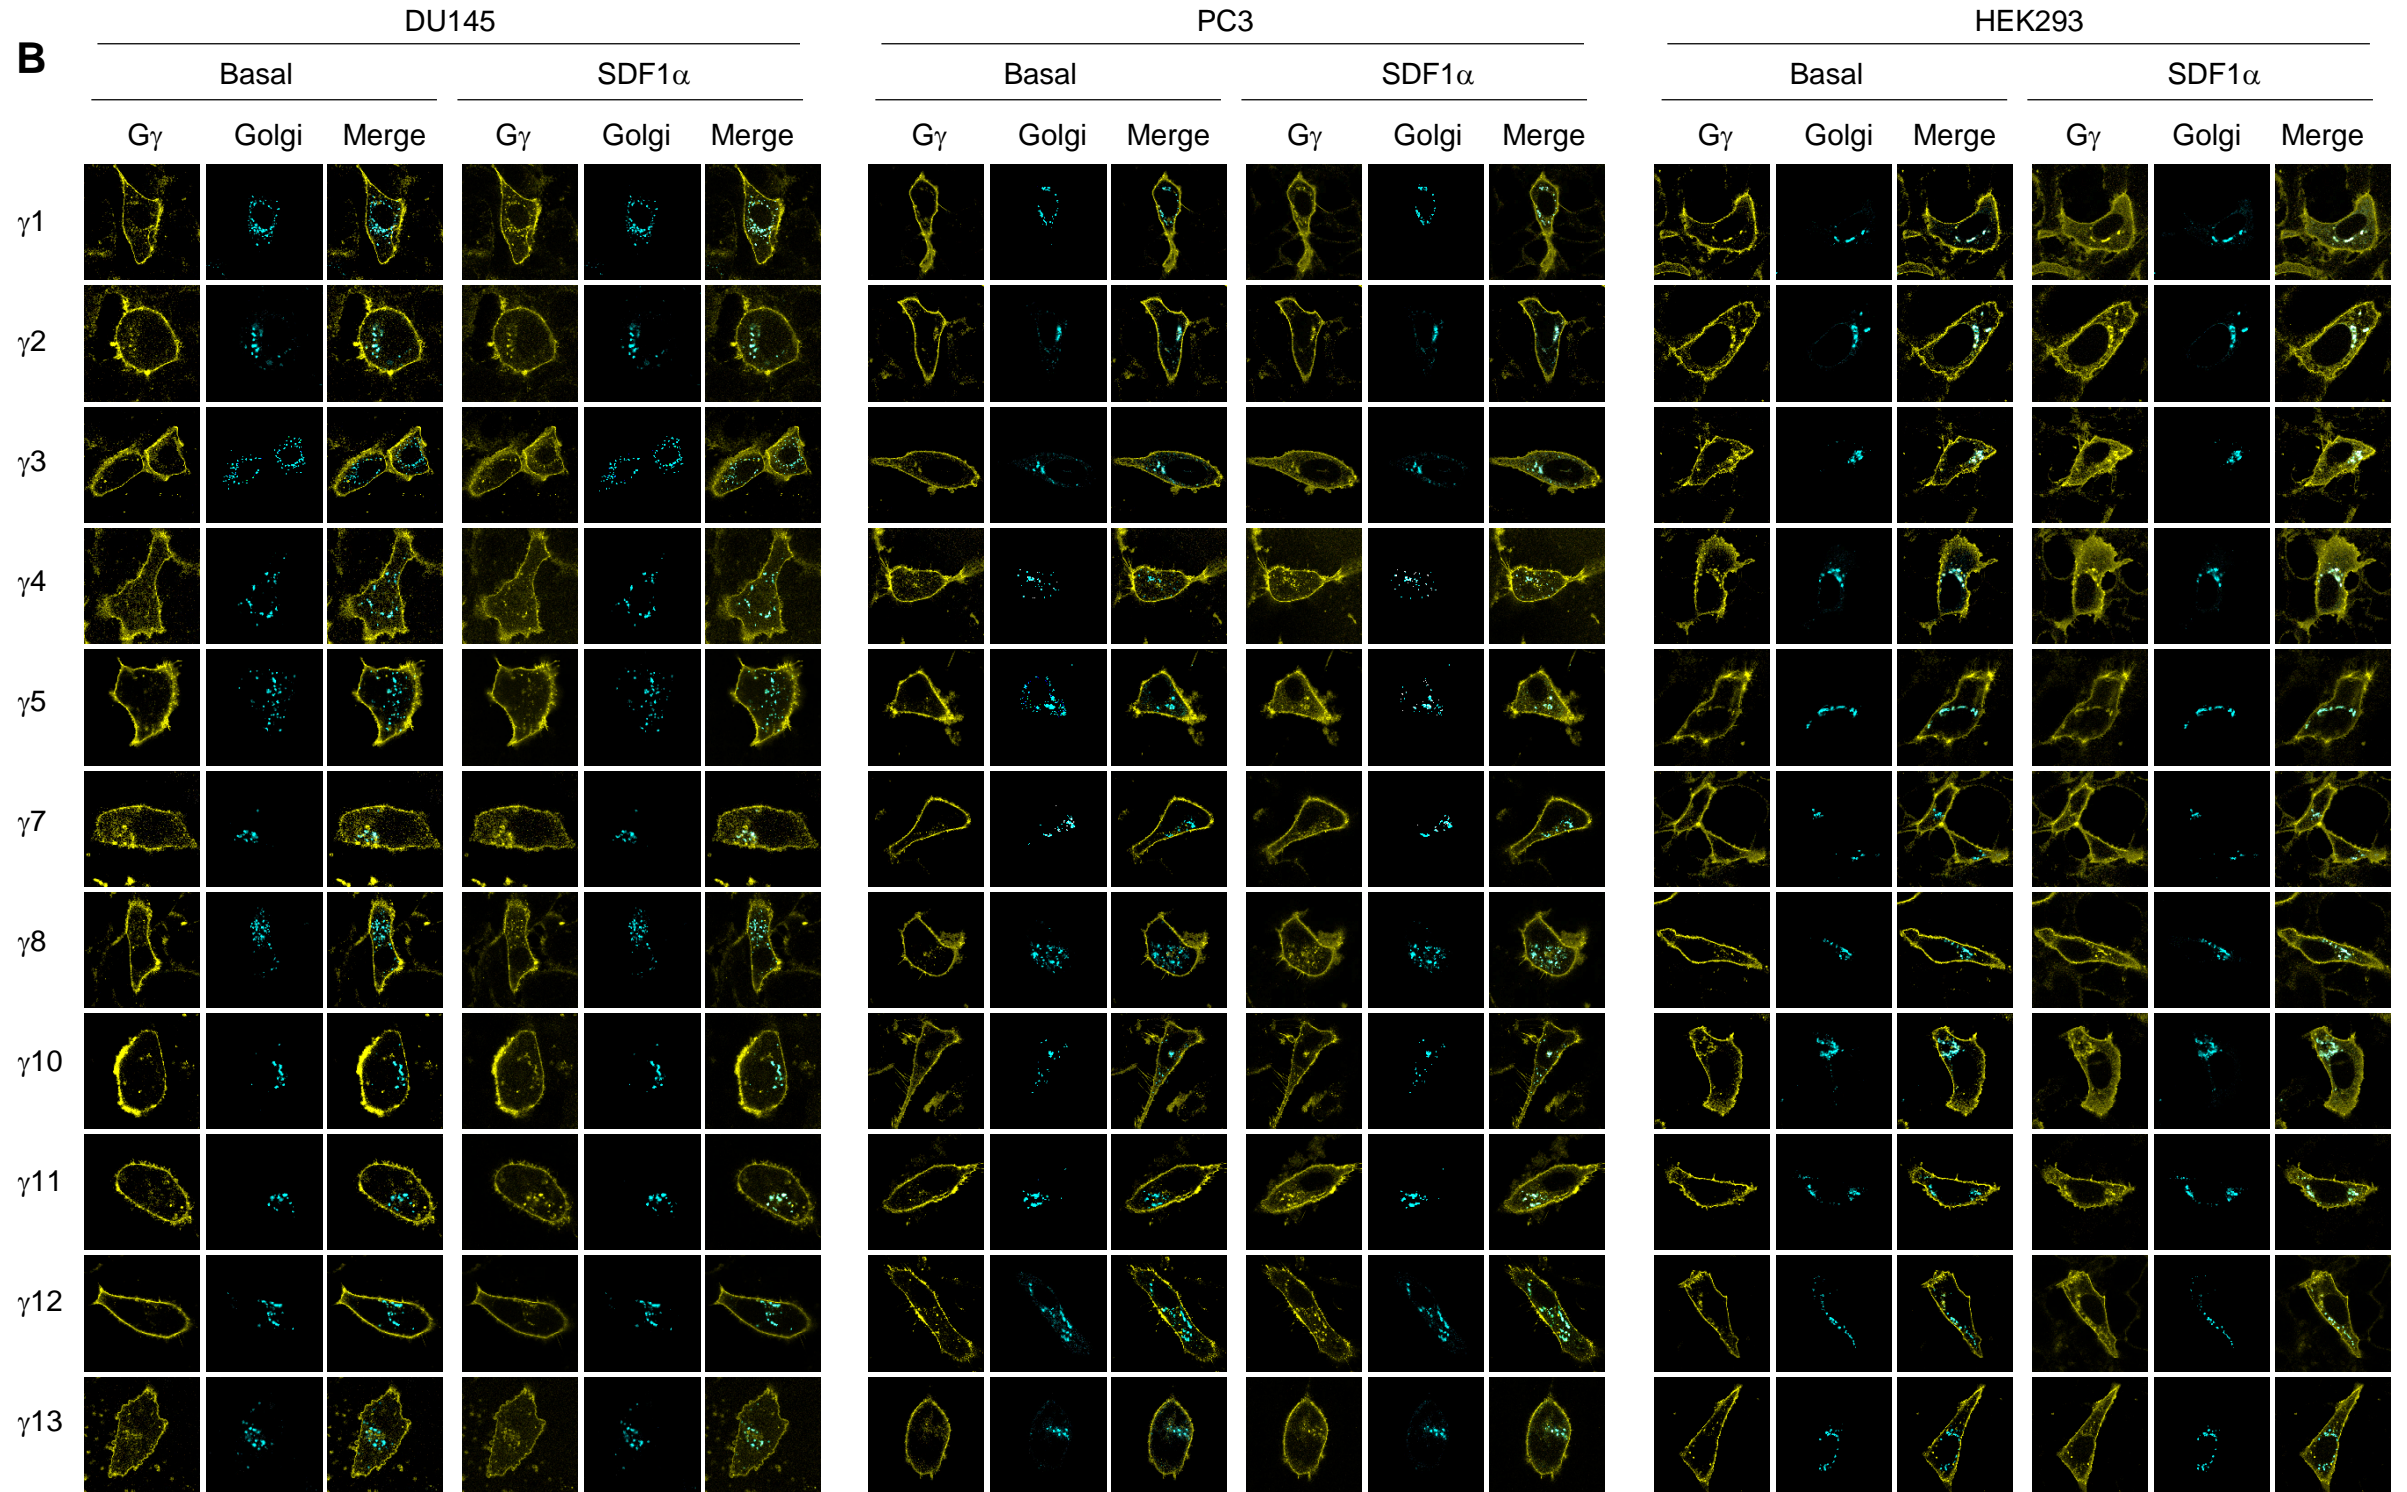 DU145 PC3 HEK293
B
Basal SDF1α Basal SDF1α Basal SDF1α
Gγ Golgi Merge Gγ Golgi Merge Gγ Golgi Merge Gγ Golgi Merge Gγ Golgi Merge Gγ Golgi Merge
γ1
γ2
γ3
γ4
γ5
γ7
γ8
γ10
γ11
γ12
γ13